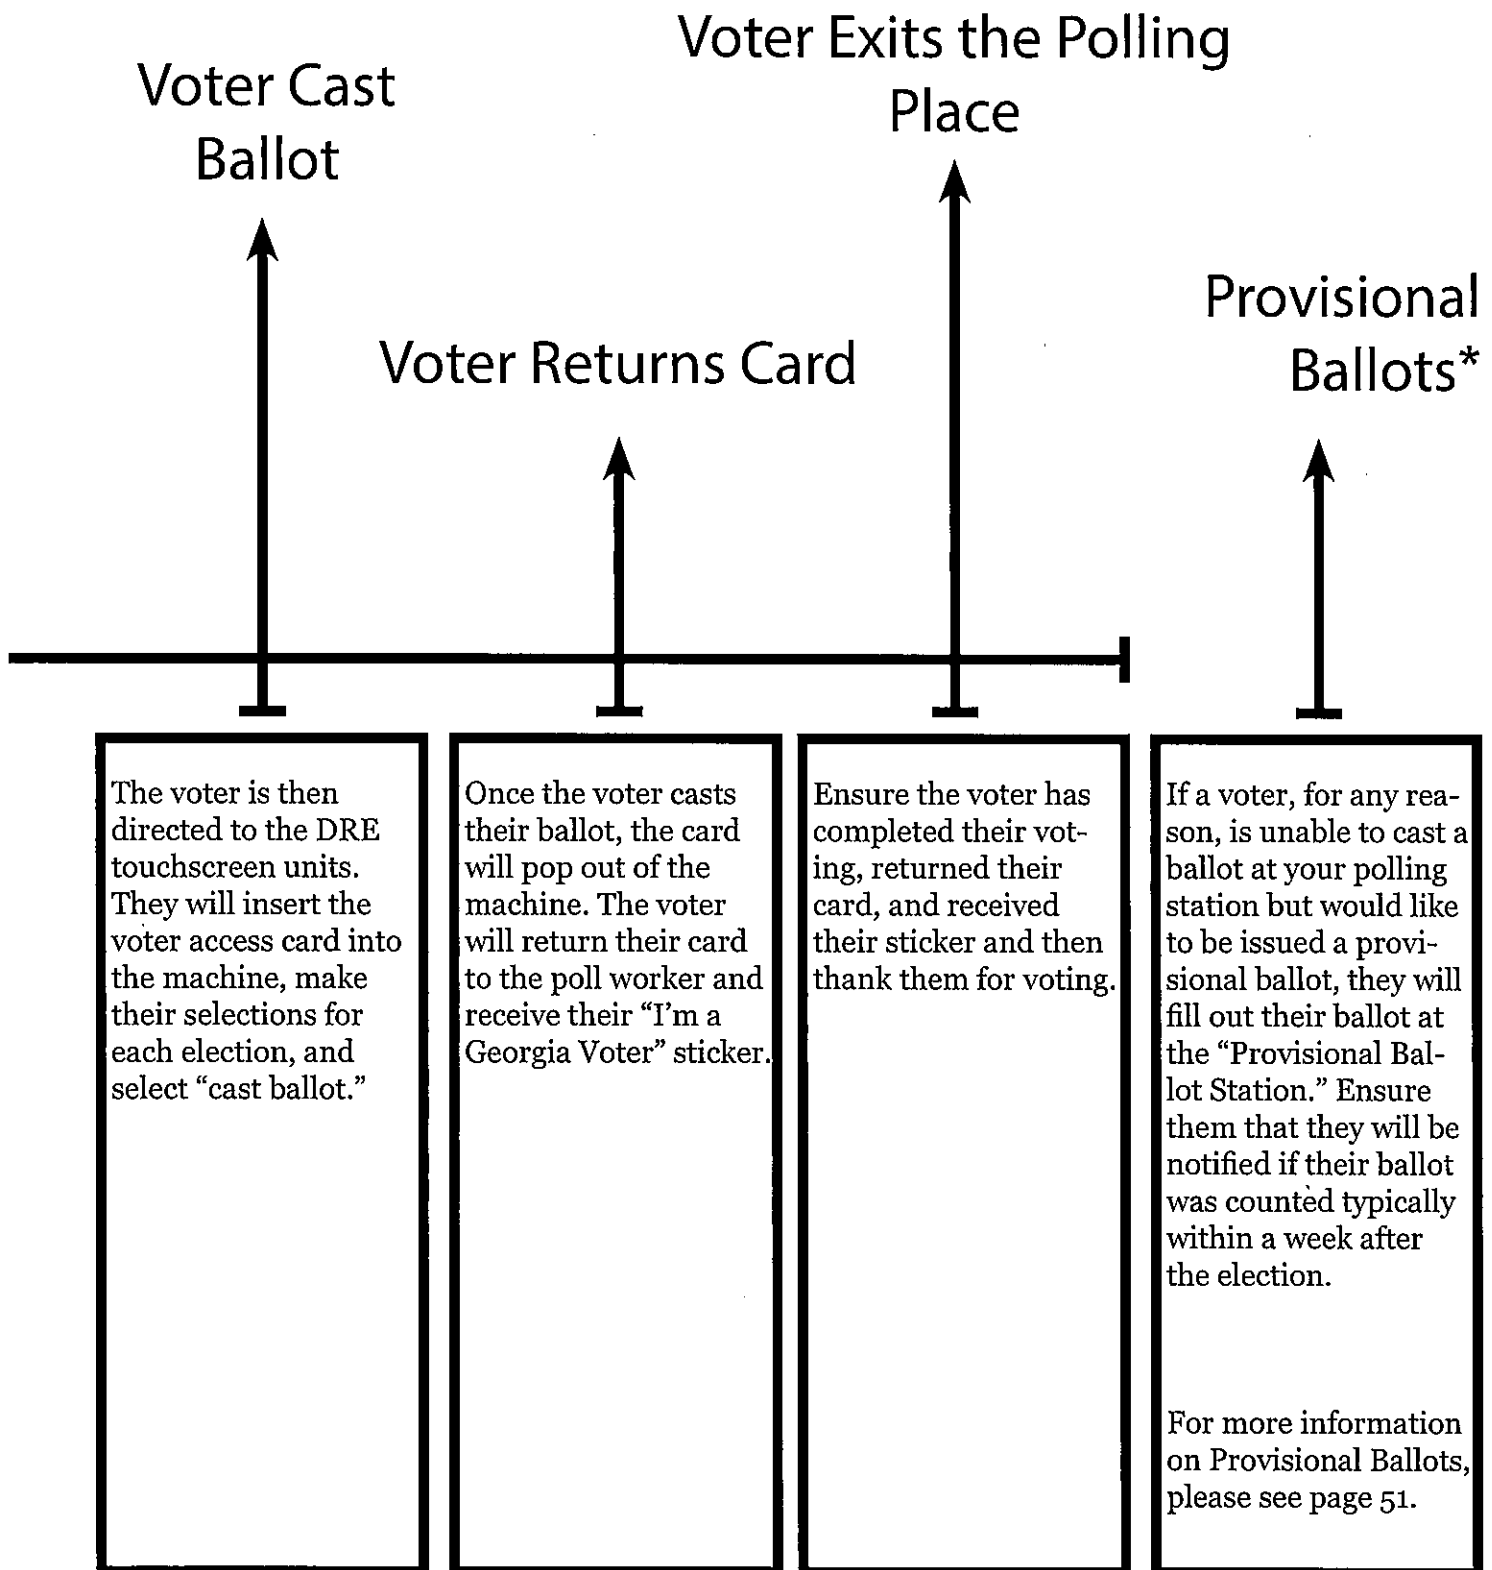 Voter Cast
Ballot
Voter Returns Card
Voter Exits the Polling
Place
Provisional
Ballots*
The voter is then
directed to the DRE
touchscreen units.
They will insert the
voter access card into
the machine, make
their selections for
each election, and
select “cast ballot.”
Once the voter casts
their ballot, the card
will pop out of the
machine. The voter
will return their card
to the poll worker and
receive their “I’m a
Georgia Voter” sticker.
Ensure the voter has
completed their vot-
ing, returned their
card, and received
their sticker and then
thank them for voting.
If a voter, for any rea-
son, is unable to cast a
ballot at your polling
station but would like
to be issued a provi-
sional ballot, they will
fill out their ballot at
the “Provisional Bal-
lot Station.” Ensure
them that they will be
notified if their ballot
was counted typically
within a week after
the election.
For more information
on Provisional Ballots,
please see page 51.